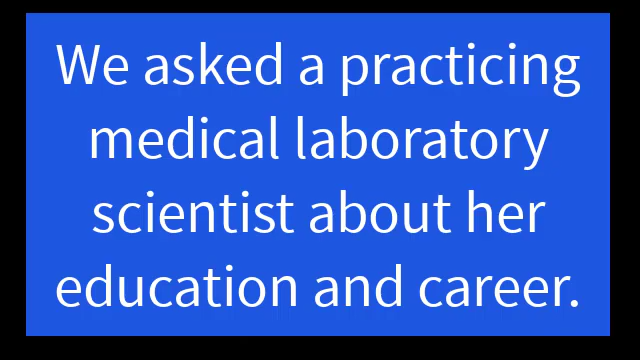 We asked a practicing
medical laboratory
scientist about her
education and career.